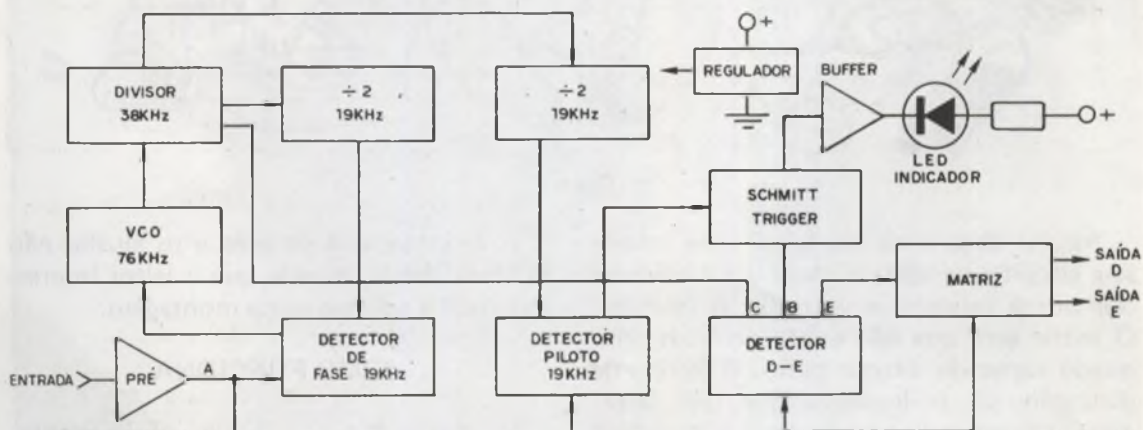 DIVISOR
38KHz
÷ 2
19KHz
÷ 2
19KHz
+
REGULADOR
BUFFER
+
LED
INDICADOR
SCHMITT
TRIGGER
VCO
76KHz
MATRIZ
SAÍDA
D
SAÍDA
E
ENTRADA
PRÉ
A
DETECTOR
DE
FASE 19KHz
DETECTOR
PILOTO
19KHz
C B E
DETECTOR
D-E